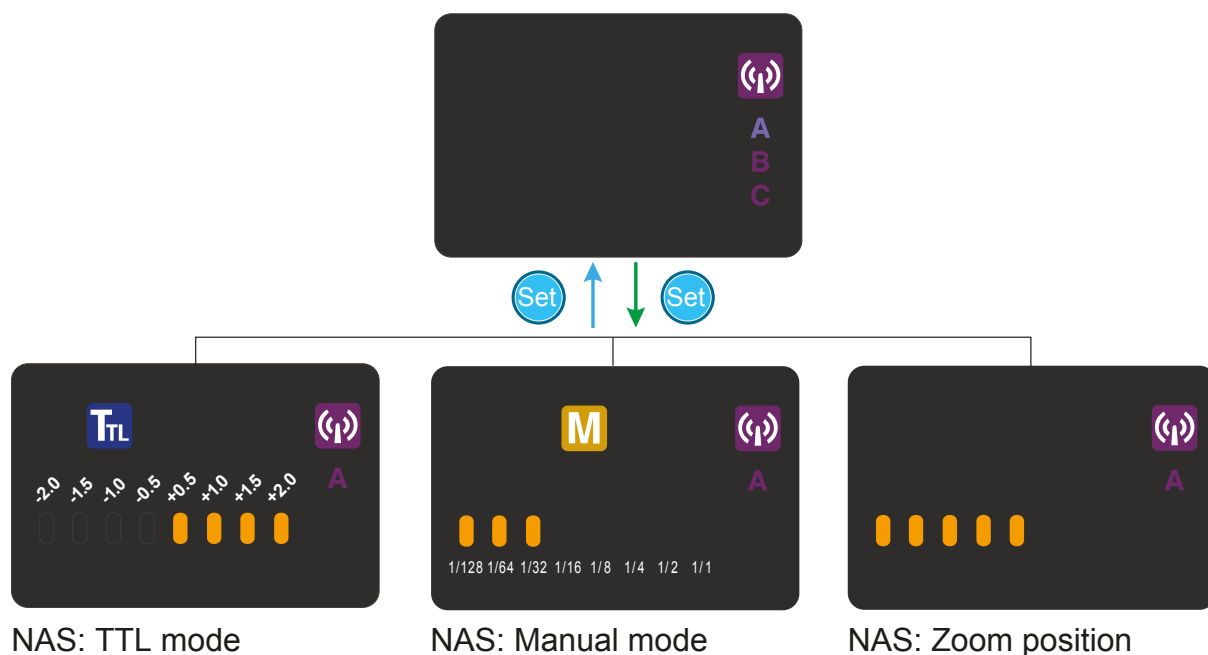 A
B
C
Set
Set
TTL
A
-2.0 -1.5 -1.0 -0.5 +0.5 +1.0 +1.5 +2.0
M
A
1/128 1/64 1/32 1/16 1/8 1/4 1/2 1/1
A
NAS: TTL mode
NAS: Manual mode
NAS: Zoom position